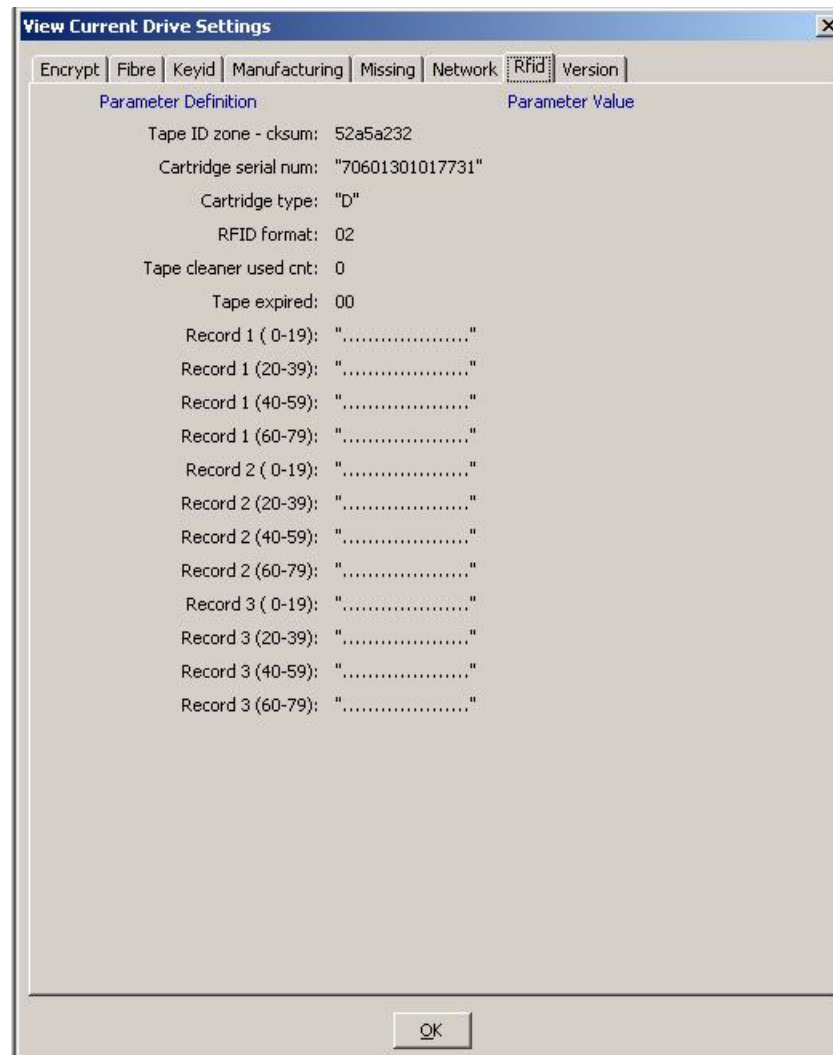 View Current Drive Settings
Encrypt Fibre Keyid Manufacturing Missing Network Rfid Version
Parameter Definition Parameter Value
Tape ID zone - cksum: 52a5a232
Cartridge serial num: "70601301017731"
Cartridge type: "D"
RFID format: 02
Tape cleaner used cnt: 0
Tape expired: 00
Record 1 ( 0-19): "...................."
Record 1 (20-39): "...................."
Record 1 (40-59): "...................."
Record 1 (60-79): "...................."
Record 2 ( 0-19): "...................."
Record 2 (20-39): "...................."
Record 2 (40-59): "...................."
Record 2 (60-79): "...................."
Record 3 ( 0-19): "...................."
Record 3 (20-39): "...................."
Record 3 (40-59): "...................."
Record 3 (60-79): "...................."
OK